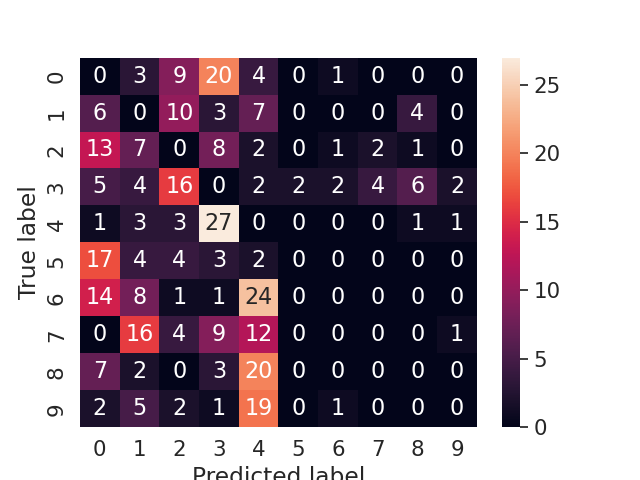 0 0 3 9 20 4 0 1 0 0 0
1 6 0 10 3 7 0 0 0 4 0
2 13 7 0 8 2 0 1 2 1 0
3 5 4 16 0 2 2 2 4 6 2
4 1 3 3 27 0 0 0 0 1 1
5 17 4 4 3 2 0 0 0 0 0
6 14 8 1 1 24 0 0 0 0 0
7 0 16 4 9 12 0 0 0 0 1
8 7 2 0 3 20 0 0 0 0 0
9 2 5 2 1 19 0 1 0 0 0
0 1 2 3 4 5 6 7 8 9
True label
Predicted label
25
20
15
10
5
0